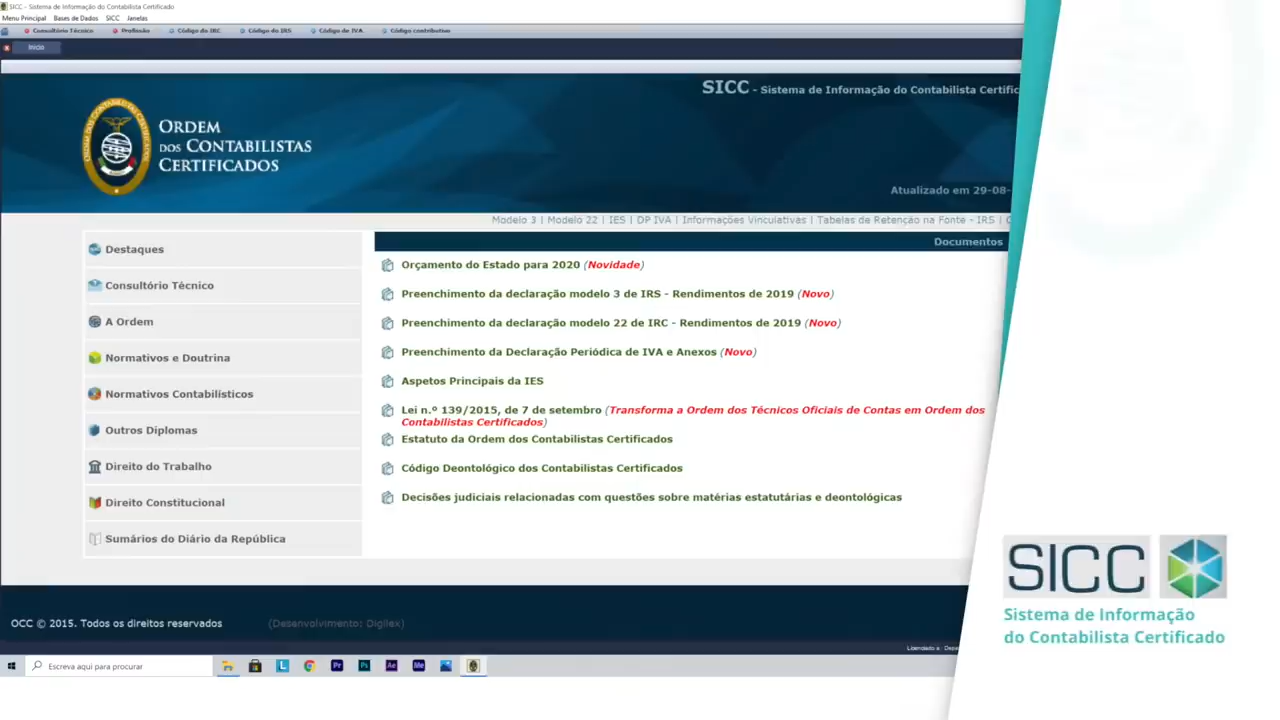 SICC - Sistema de Informação do Contabilista Certificado
Menu Principal Bases de Dados SICC Janelas
Consultório Técnico Profissão Código do IRC Código do IRS Código de IVA Código contributivo
Início
SICC - Sistema de Informação do Contabilista Certific
ORDEM
DOS CONTABILISTAS
CERTIFICADOS
Atualizado em 29-08-
Modelo 3 | Modelo 22 | IES | DP IVA | Informações Vinculativas | Tabelas de Retenção na Fonte - IRS |
Documentos
Destaques
Consultório Técnico
A Ordem
Normativos e Doutrina
Normativos Contabilísticos
Outros Diplomas
Direito do Trabalho
Direito Constitucional
Sumários do Diário da República
Orçamento do Estado para 2020 (Novidade)
Preenchimento da declaração modelo 3 de IRS - Rendimentos de 2019 (Novo)
Preenchimento da declaração modelo 22 de IRC - Rendimentos de 2019 (Novo)
Preenchimento da Declaração Periódica de IVA e Anexos (Novo)
Aspetos Principais da IES
Lei n.º 139/2015, de 7 de setembro (Transforma a Ordem dos Técnicos Oficiais de Contas em Ordem dos
Contabilistas Certificados)
Estatuto da Ordem dos Contabilistas Certificados
Código Deontológico dos Contabilistas Certificados
Decisões judiciais relacionadas com questões sobre matérias estatutárias e deontológicas
OCC © 2015. Todos os direitos reservados
(Desenvolvimento: Digilex)
Licenciado a
Escreva aqui para procurar
L Pr Ps Ae Me
SICC
Sistema de Informação
do Contabilista Certificado